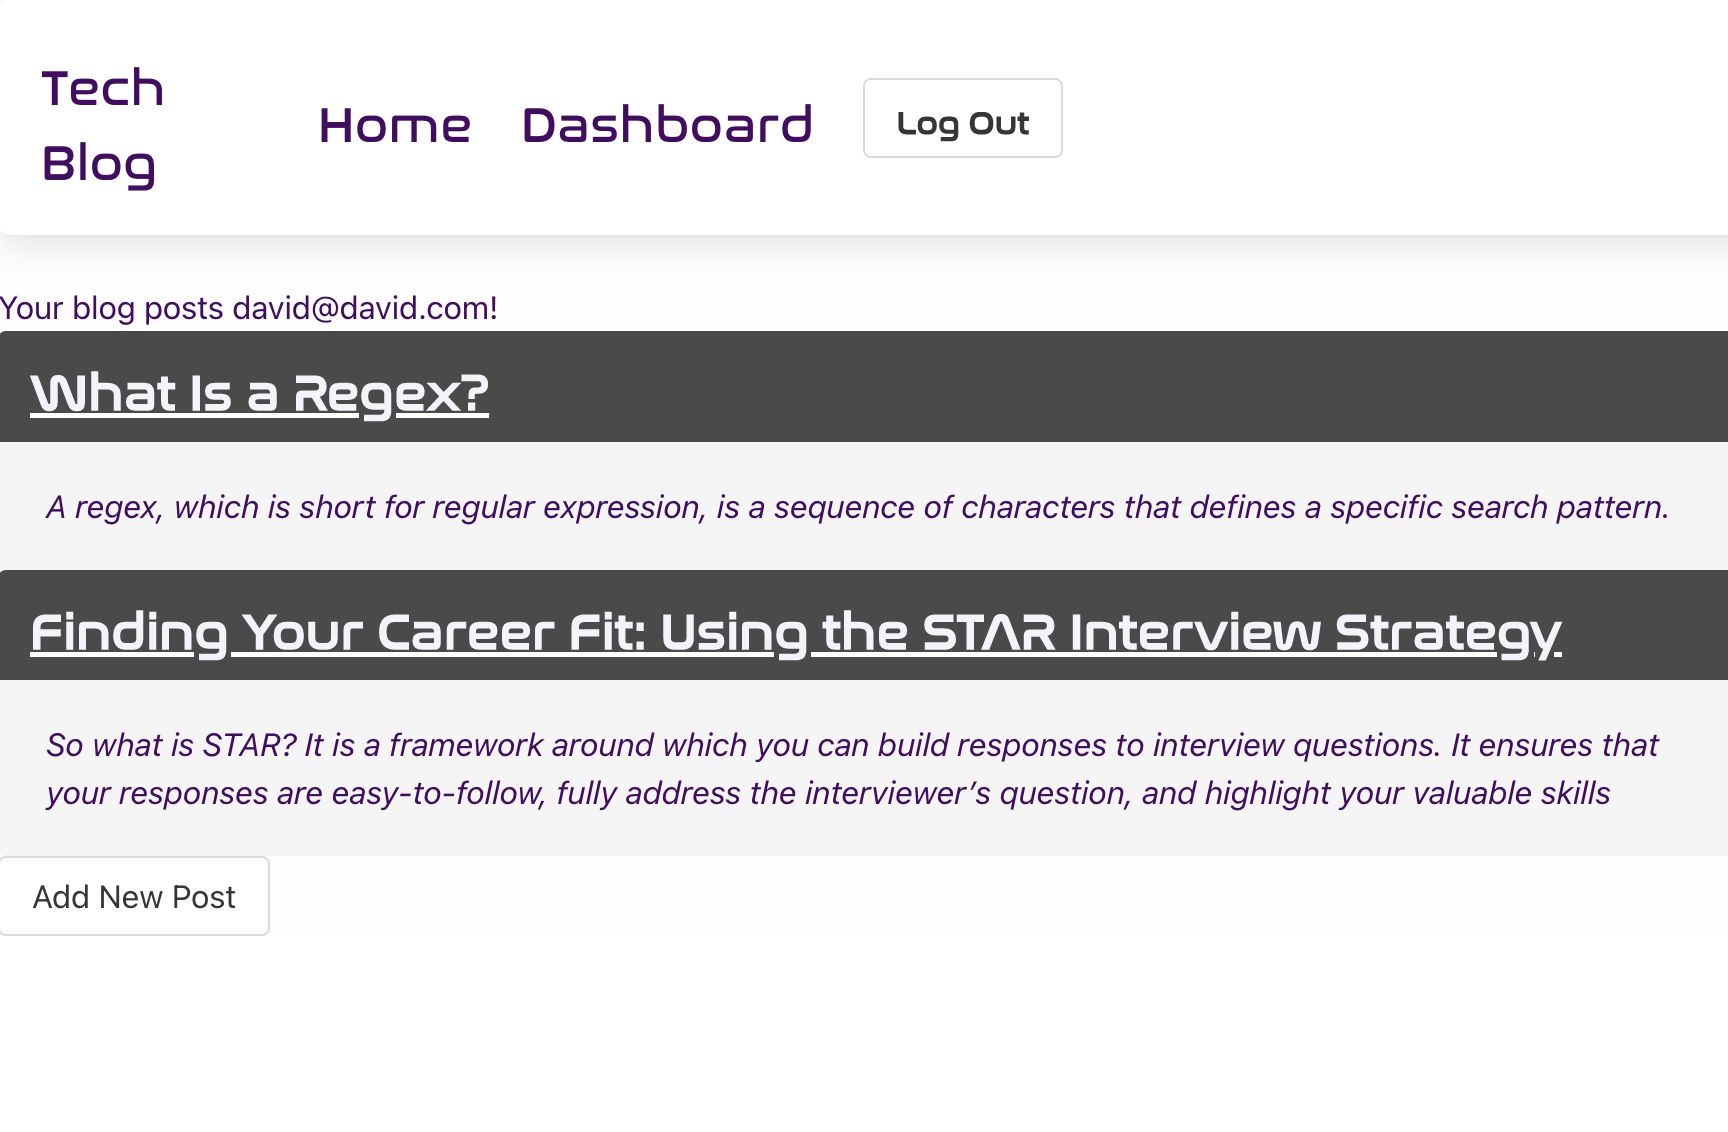 Tech
Blog
Home Dashboard Log Out
Your blog posts david@david.com!
What Is a Regex?
A regex, which is short for regular expression, is a sequence of characters that defines a specific search pattern.
Finding Your Career Fit: Using the STAR Interview Strategy
So what is STAR? It is a framework around which you can build responses to interview questions. It ensures that
your responses are easy-to-follow, fully address the interviewer’s question, and highlight your valuable skills
Add New Post